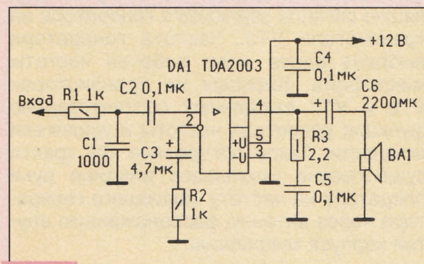 +12 В
DA1 TDA2003
C4
0,1мк
C6
2200мк
Вход
R1 1к
C2 0,1мк
1
2
4
+U
-U
5
3
C1
1000
C3
4,7мк
R2
1к
R3
2,2
C5
0,1мк
BA1
+
+